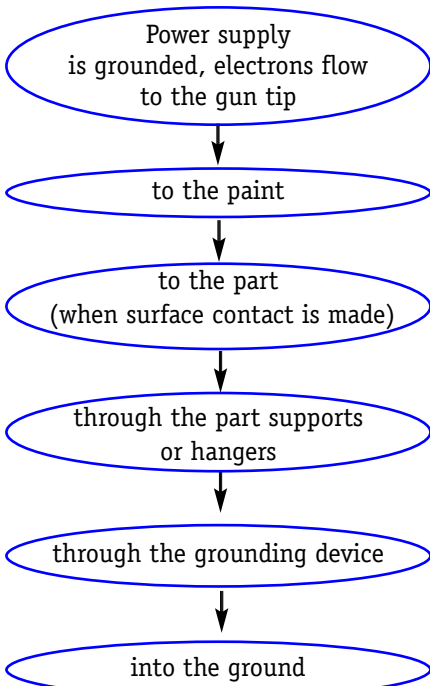 Power supply
is grounded, electrons flow
to the gun tip
to the paint
to the part
(when surface contact is made)
through the part supports
or hangers
through the grounding device
into the ground